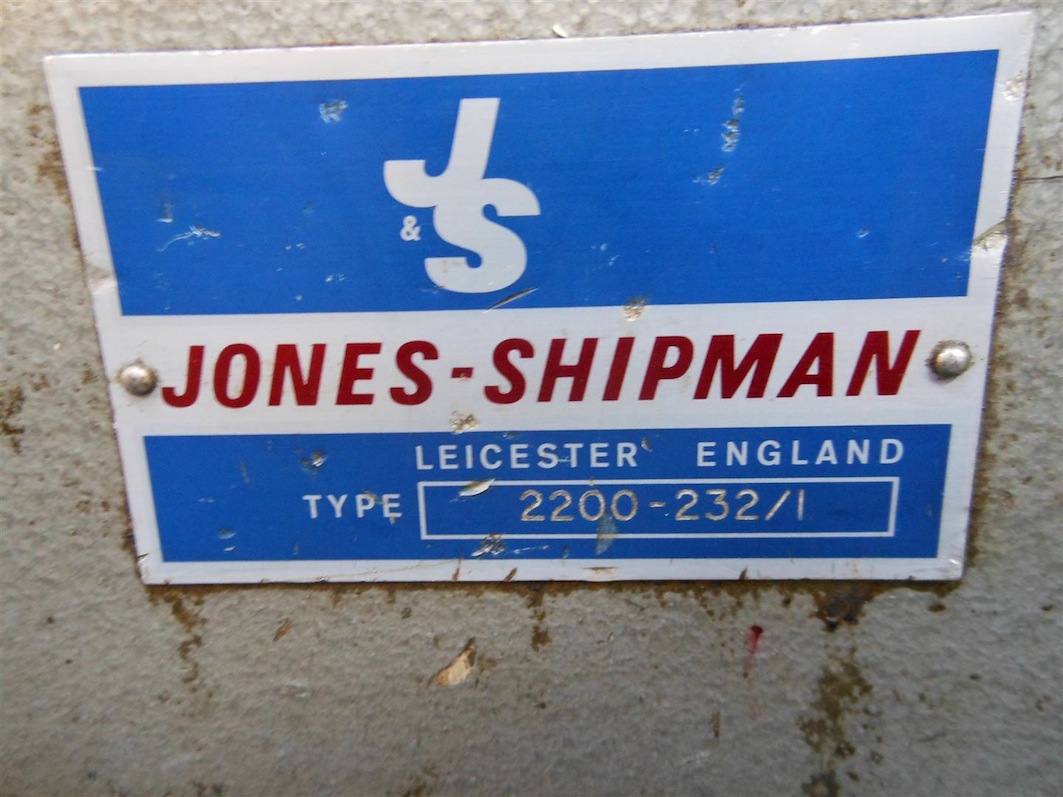 J&S
JONES-SHIPMAN
LEICESTER ENGLAND
TYPE 2200-232/1